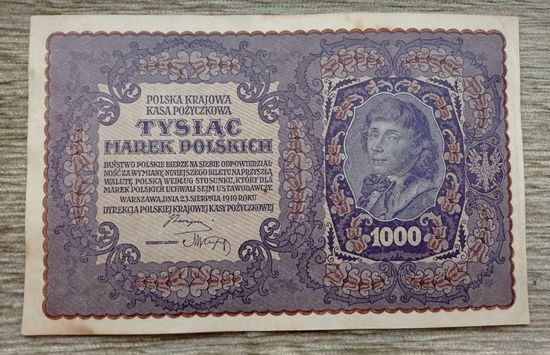 POLSKA KRAJOWA
KASA POŻYCZKOWA
TYSIĄC
MAREK POLSKICH
PAŃSTWO POLSKIE BIERZE NA SIEBIE ODPOWIEDZIAL-
NOŚĆ ZA WYMIANĘ NINIEJSZEGO BILETU NA PRZYSZŁĄ
WALUTĘ POLSKĄ WEDŁUG STOSUNKU, KTÓRY DLA
MAREK POLSKICH UCHWALI SEJM USTAWODAWCZY.
WARSZAWA, DNIA 23. SIERPNIA 1919 ROKU
DYREKCJA POLSKIEJ KRAJOWEJ KASY POŻYCZKOWEJ
1000